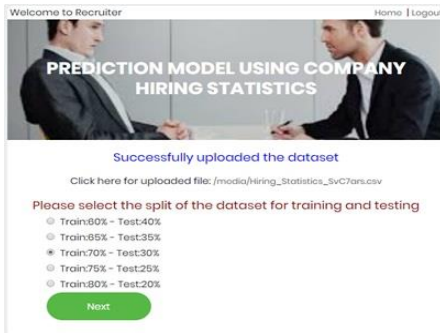 Welcome to Recruiter
Home | Logout
PREDICTION MODEL USING COMPANY
HIRING STATISTICS
Successfully uploaded the dataset
Click here for uploaded file: /media/Hiring_Statistics_SvC7ars.csv
Please select the split of the dataset for training and testing
Train:60% - Test:40%
Train:65% - Test:35%
Train:70% - Test:30%
Train:75% - Test:25%
Train:80% - Test:20%
Next